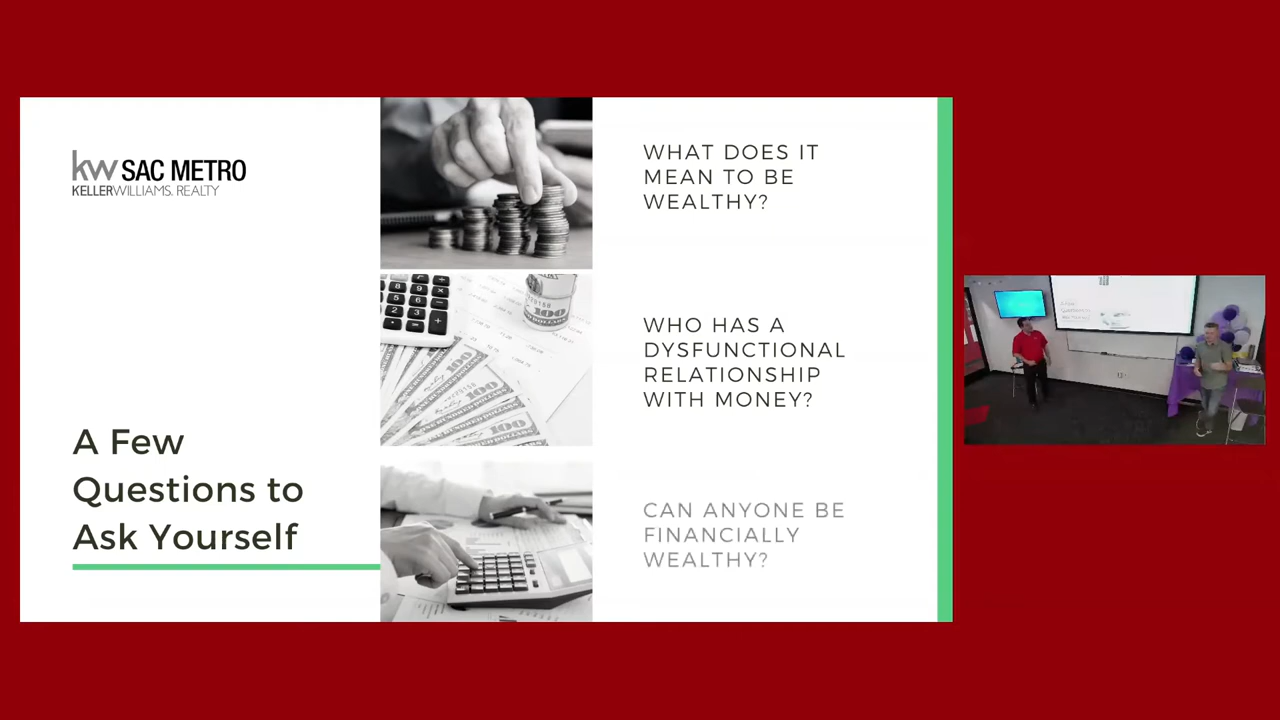 kw SAC METRO
KELLERWILLIAMS. REALTY
A Few
Questions to
Ask Yourself
WHAT DOES IT
MEAN TO BE
WEALTHY?
WHO HAS A
DYSFUNCTIONAL
RELATIONSHIP
WITH MONEY?
CAN ANYONE BE
FINANCIALLY
WEALTHY?